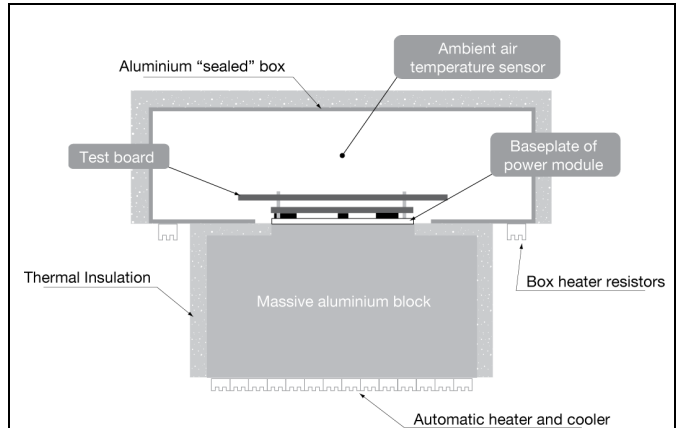 Ambient air
temperature sensor
Aluminium “sealed” box
Test board
Baseplate of
power module
Thermal Insulation
Massive aluminium block
Box heater resistors
Automatic heater and cooler